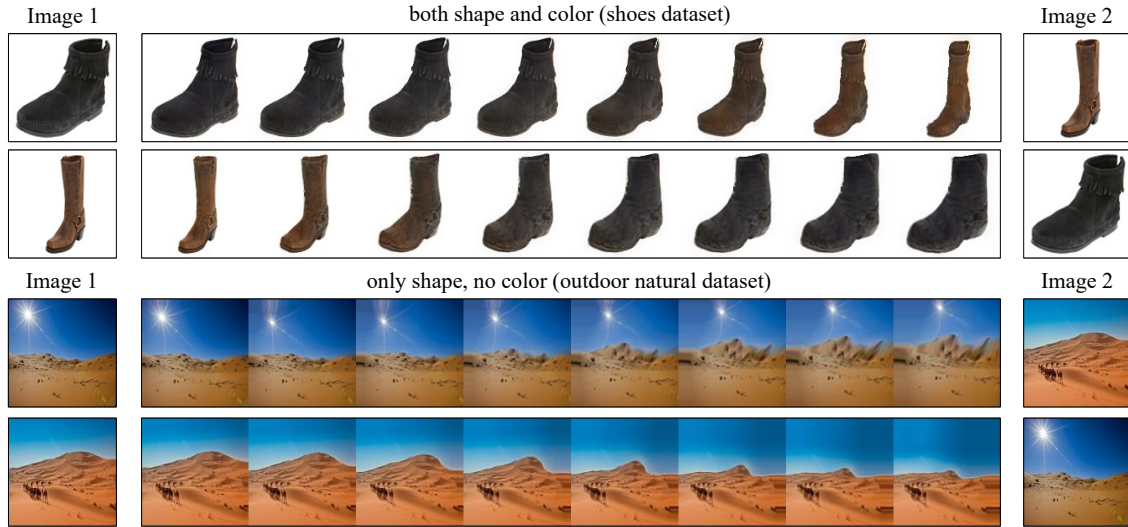 Image 1
both shape and color (shoes dataset)
Image 2
Image 1
only shape, no color (outdoor natural dataset)
Image 2